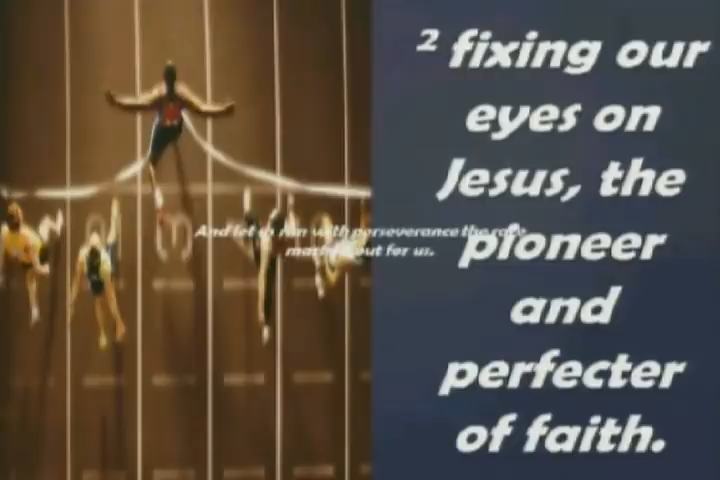 ² fixing our
eyes on
Jesus, the
pioneer
and
perfecter
of faith.
And let us run with perseverance the race
marked out for us.